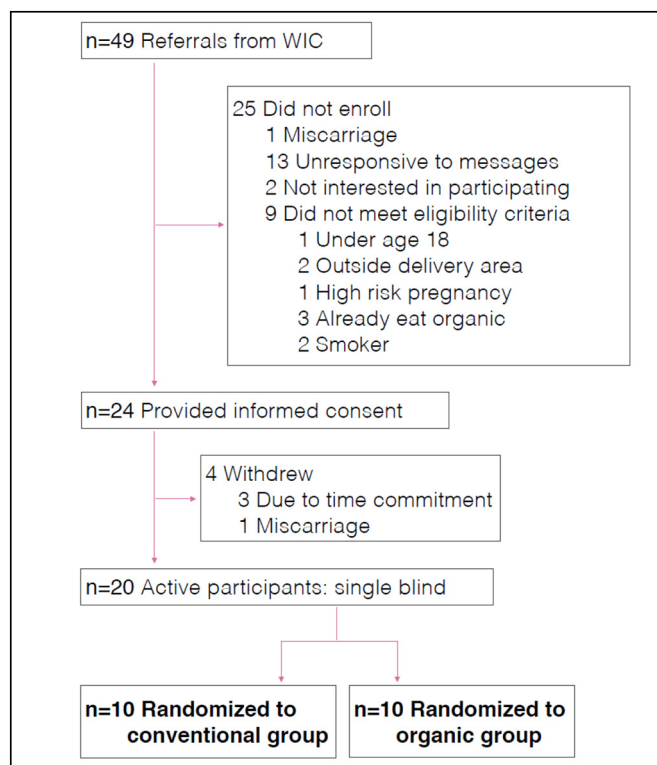 n=49 Referrals from WIC
25 Did not enroll
1 Miscarriage
13 Unresponsive to messages
2 Not interested in participating
9 Did not meet eligibility criteria
1 Under age 18
2 Outside delivery area
1 High risk pregnancy
3 Already eat organic
2 Smoker
n=24 Provided informed consent
4 Withdrew
3 Due to time commitment
1 Miscarriage
n=20 Active participants: single blind
n=10 Randomized to
conventional group
n=10 Randomized to
organic group